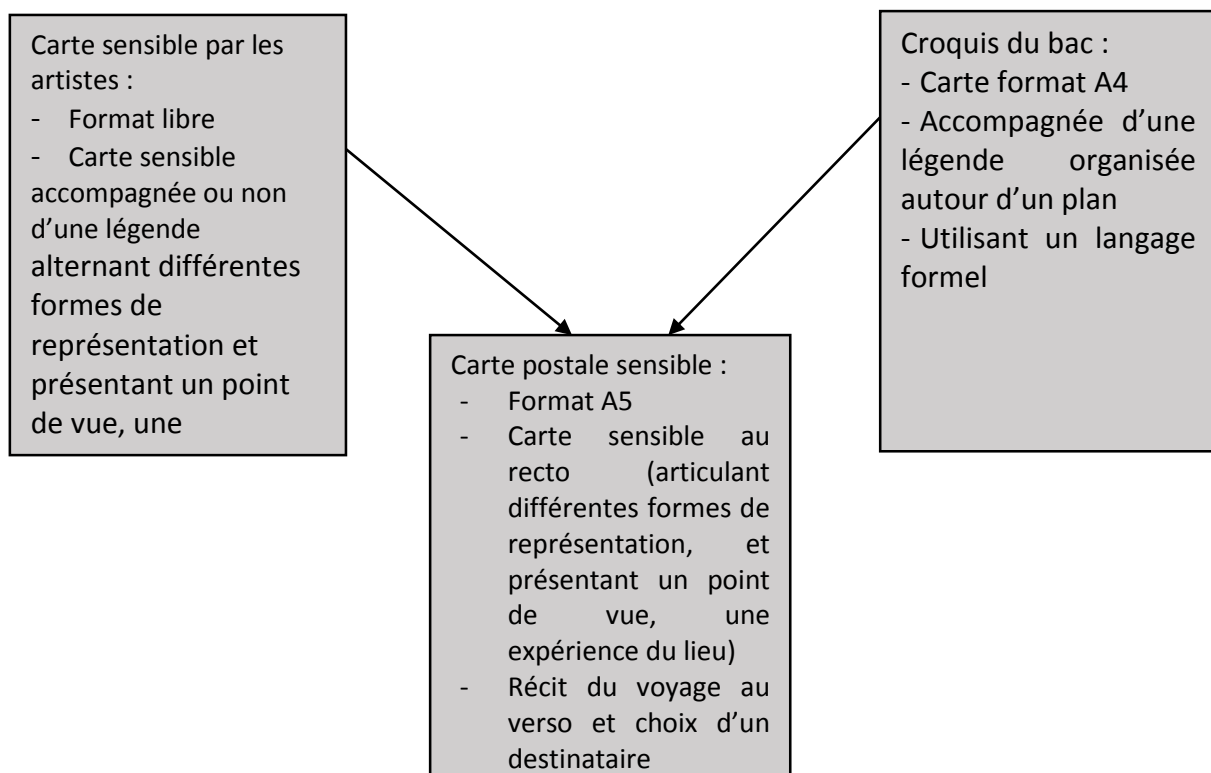 Carte sensible par les
artistes :
- Format libre
- Carte sensible
accompagnée ou non
d’une légende
alternant différentes
formes de
représentation et
présentant un point
de vue, une
Croquis du bac :
- Carte format A4
- Accompagnée d’une
légende organisée
autour d’un plan
- Utilisant un langage
formel
Carte postale sensible :
- Format A5
- Carte sensible au
recto (articulant
différentes formes de
représentation, et
présentant un point
de vue, une
expérience du lieu)
- Récit du voyage au
verso et choix d’un
destinataire